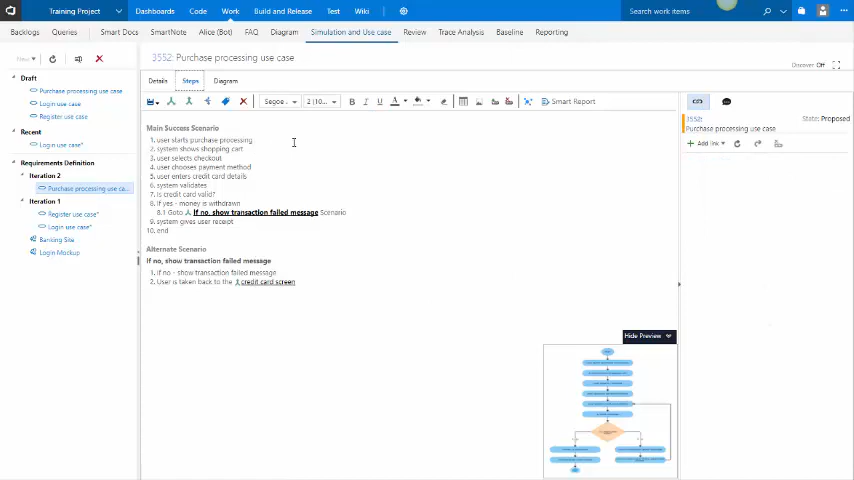 Training Project
Dashboards
Code
Work
Build and Release
Test
Wiki
Search work items
Backlogs
Queries
Smart Docs
SmartNote
Alice (Bot)
FAQ
Diagram
Simulation and Use case
Review
Trace Analysis
Baseline
Reporting
New
3552: Purchase processing use case
Discover Off
Draft
Purchase processing use case
Login use case
Register use case
Recent
Login use case*
Requirements Definition
Iteration 2
Purchase processing use ca...
Iteration 1
Register use case*
Login use case*
Banking Site
Login Mockup
Details
Steps
Diagram
Segoe .
2 (10...
B
I
U
A
Smart Report
Main Success Scenario
1. user starts purchase processing
2. system shows shopping cart
3. user selects checkout
4. user chooses payment method
5. user enters credit card details
6. system validates
7. Is credit card valid?
8. If yes - money is withdrawn
8.1 Goto If no, show transaction failed message Scenario
9. system gives user receipt
10. end
Alternate Scenario
If no, show transaction failed message
1. If no - show transaction failed message
2. User is taken back to the credit card screen
Hide Preview
3552:
State: Proposed
Purchase processing use case
Add link